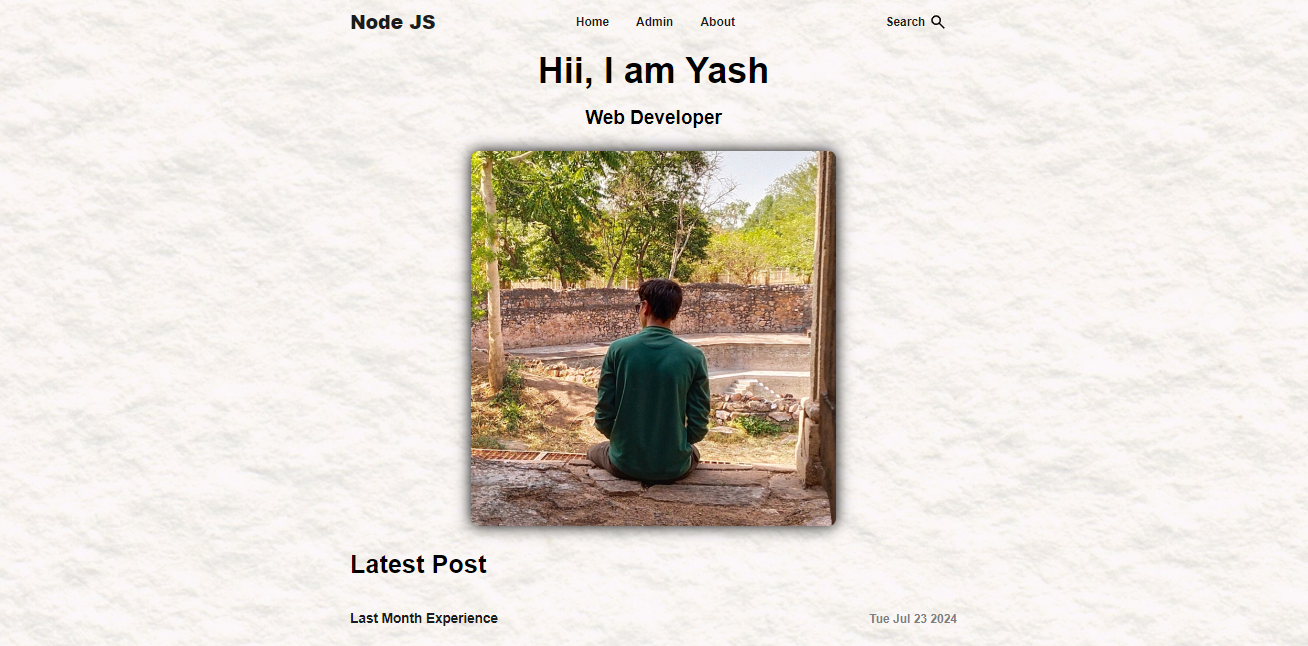 Node JS
Home Admin About
Search
Hii, I am Yash
Web Developer
Latest Post
Last Month Experience
Tue Jul 23 2024